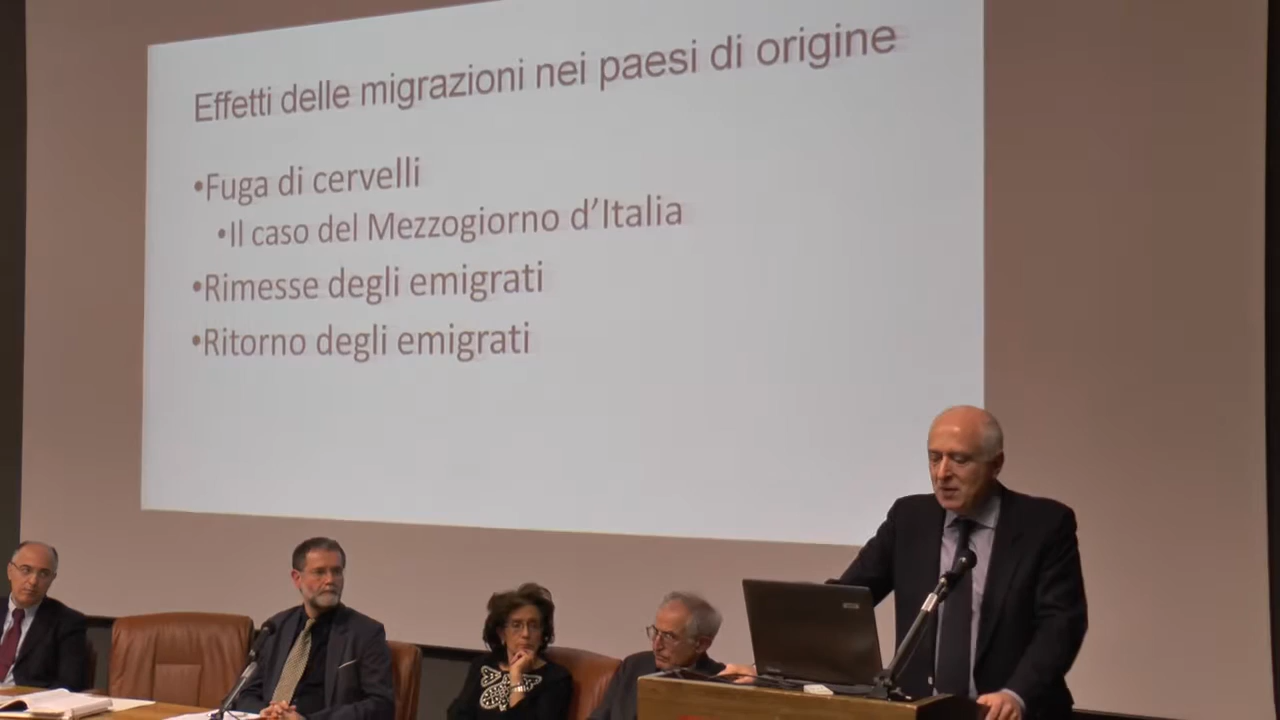 Effetti delle migrazioni nei paesi di origine
•Fuga di cervelli
•Il caso del Mezzogiorno d’Italia
•Rimesse degli emigrati
•Ritorno degli emigrati